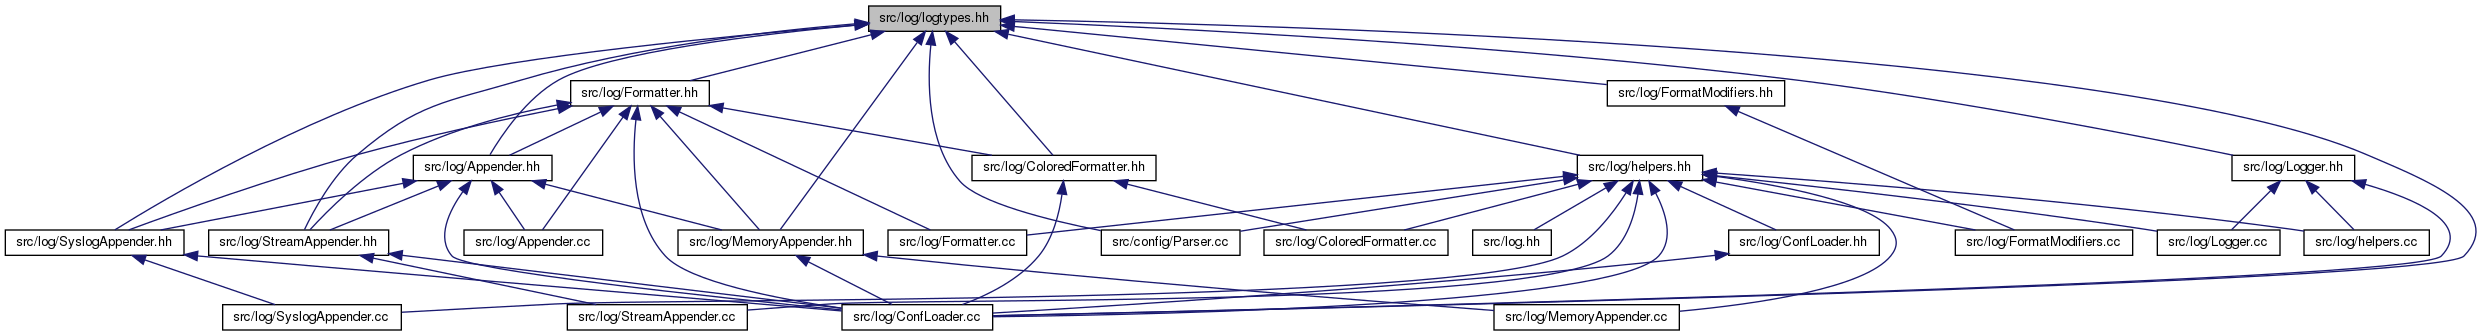 src/log/logtypes.hh
src/log/Formatter.hh
src/log/FormatModifiers.hh
src/log/Appender.hh
src/log/ColoredFormatter.hh
src/log/helpers.hh
src/log/Logger.hh
src/log/SyslogAppender.hh
src/log/StreamAppender.hh
src/log/Appender.cc
src/log/MemoryAppender.hh
src/log/Formatter.cc
src/config/Parser.cc
src/log/ColoredFormatter.cc
src/log.hh
src/log/ConfLoader.hh
src/log/FormatModifiers.cc
src/log/Logger.cc
src/log/helpers.cc
src/log/SyslogAppender.cc
src/log/StreamAppender.cc
src/log/ConfLoader.cc
src/log/MemoryAppender.cc